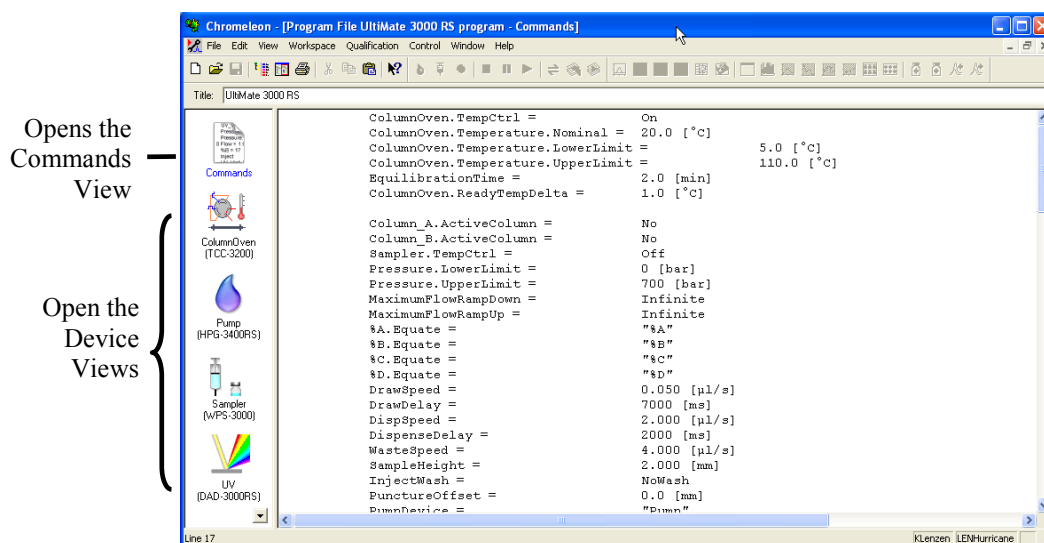 Chromeleon - [Program File UltiMate 3000 RS program - Commands]
File Edit View Workspace Qualification Control Window Help
Title: UltiMate 3000 RS
Opens the
Commands
View
Commands
ColumnOven
(TCC-3200)
Open the
Device
Views
Pump
(HPG-3400RS)
Sampler
(WPS-3000)
UV
(DAD-3000RS)
ColumnOven.TempCtrl = On
ColumnOven.Temperature.Nominal = 20.0 [°C]
ColumnOven.Temperature.LowerLimit = 5.0 [°C]
ColumnOven.Temperature.UpperLimit = 110.0 [°C]
EquilibrationTime = 2.0 [min]
ColumnOven.ReadyTempDelta = 1.0 [°C]
Column_A.ActiveColumn = No
Column_B.ActiveColumn = No
Sampler.TempCtrl = Off
Pressure.LowerLimit = 0 [bar]
Pressure.UpperLimit = 700 [bar]
MaximumFlowRampDown = Infinite
MaximumFlowRampUp = Infinite
%A.Equate = "%A"
%B.Equate = "%B"
%C.Equate = "%C"
%D.Equate = "%D"
DrawSpeed = 0.050 [µl/s]
DrawDelay = 7000 [ms]
DispSpeed = 2.000 [µl/s]
DispenseDelay = 2000 [ms]
WasteSpeed = 4.000 [µl/s]
SampleHeight = 2.000 [mm]
InjectWash = NoWash
PunctureOffset = 0.0 [mm]
PumpDevice = "Pump"
Line 17 KLenzen LENHurricane